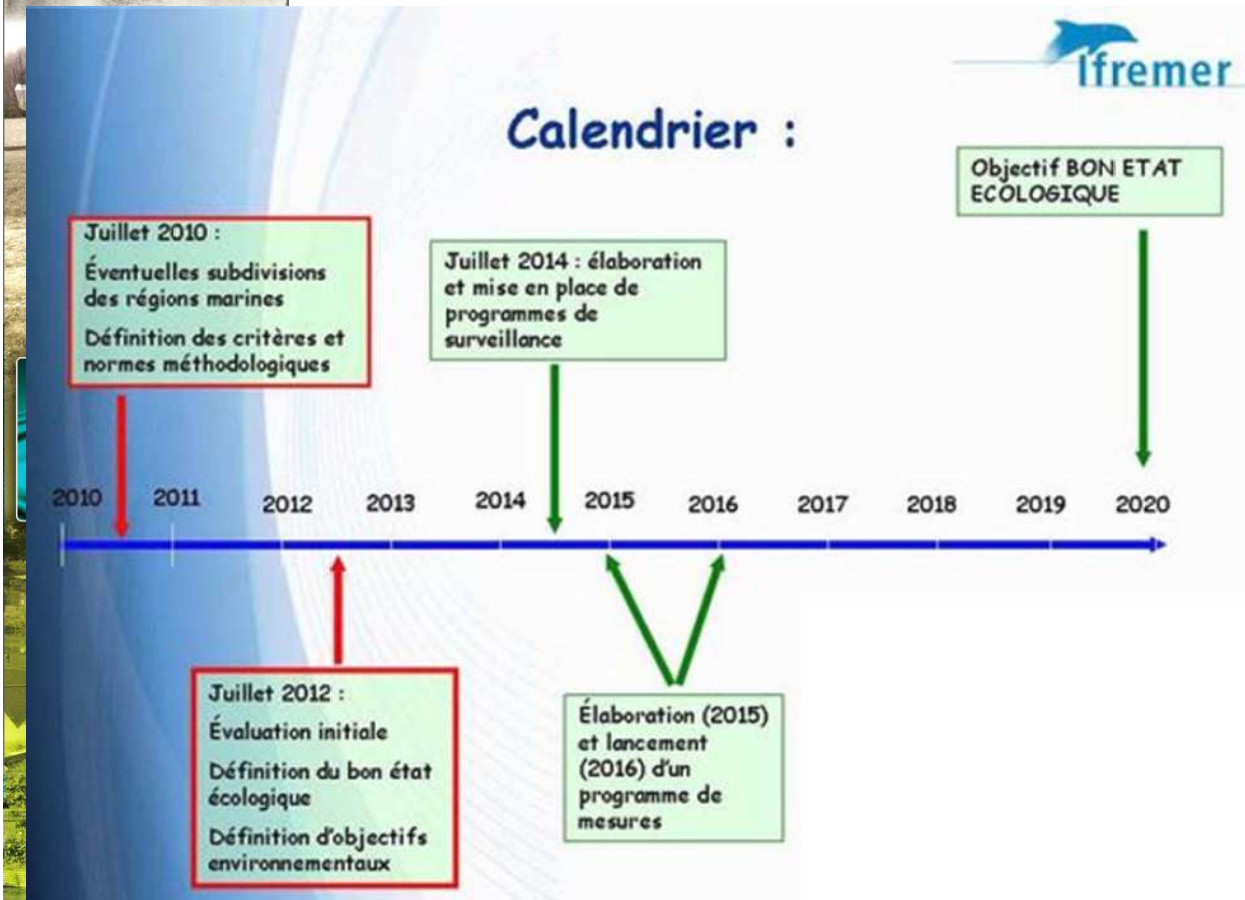 Ifremer
Calendrier :
Objectif BON ETAT
ECOLOGIQUE
Juillet 2010 :
Éventuelles subdivisions
des régions marines
Définition des critères et
normes méthodologiques
Juillet 2014 : élaboration
et mise en place de
programmes de
surveillance
2010 2011 2012 2013 2014 2015 2016 2017 2018 2019 2020
Juillet 2012 :
Évaluation initiale
Définition du bon état
écologique
Définition d'objectifs
environnementaux
Élaboration (2015)
et lancement
(2016) d'un
programme de
mesures